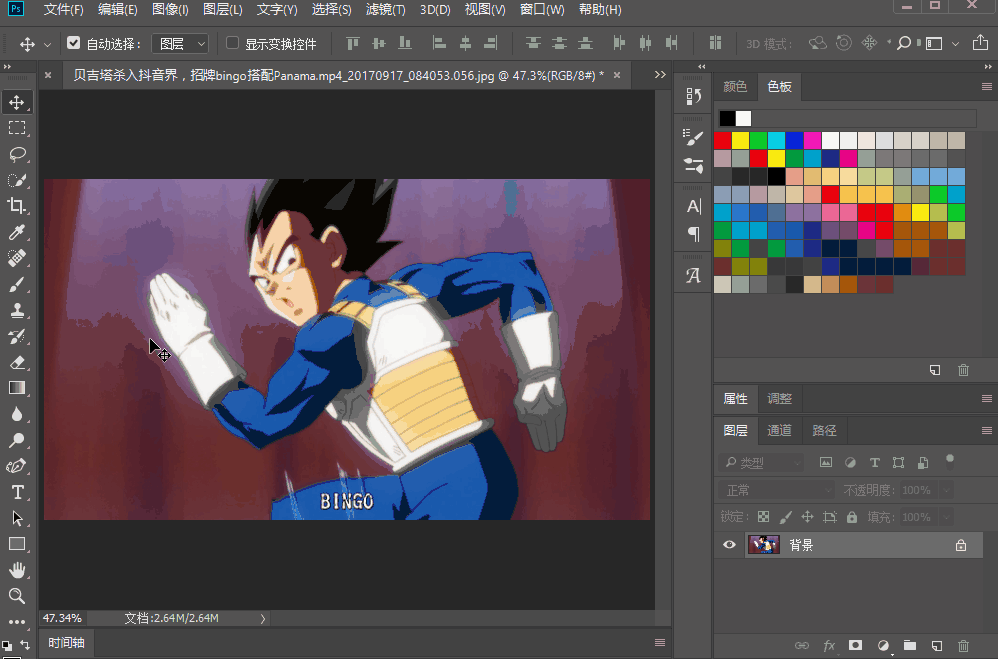 Ps 文件(F) 编辑(E) 图像(I) 图层(L) 文字(Y) 选择(S) 滤镜(T) 3D(D) 视图(V) 窗口(W) 帮助(H)
自动选择： 图层 显示变换控件 3D 模式：
贝吉塔杀入抖音界，招牌bingo搭配Panama.mp4_20170917_084053.056.jpg @ 47.3%(RGB/8#) *
颜色 色板
BINGO
属性 调整
图层 通道 路径
类型
正常 不透明度: 100%
锁定: 填充: 100%
背景
47.34% 文档:2.64M/2.64M
时间轴